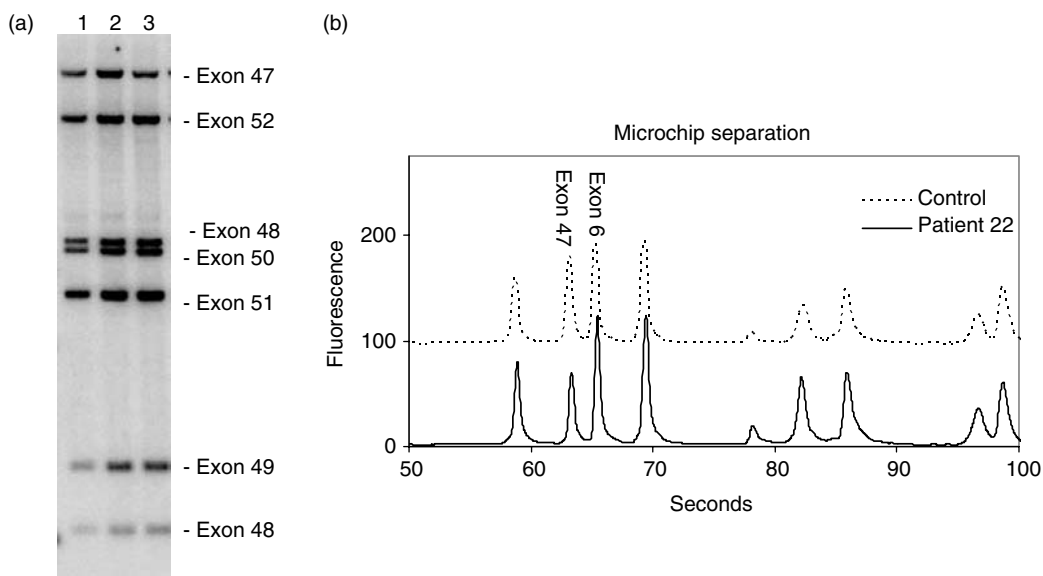 (a)
1 2 3
- Exon 47
- Exon 52
- Exon 48
- Exon 50
- Exon 51
- Exon 49
- Exon 48
(b)
Microchip separation
Exon 47
Exon 6
Control
Patient 22
Fluorescence
200
100
0
50 60 70 80 90 100
Seconds